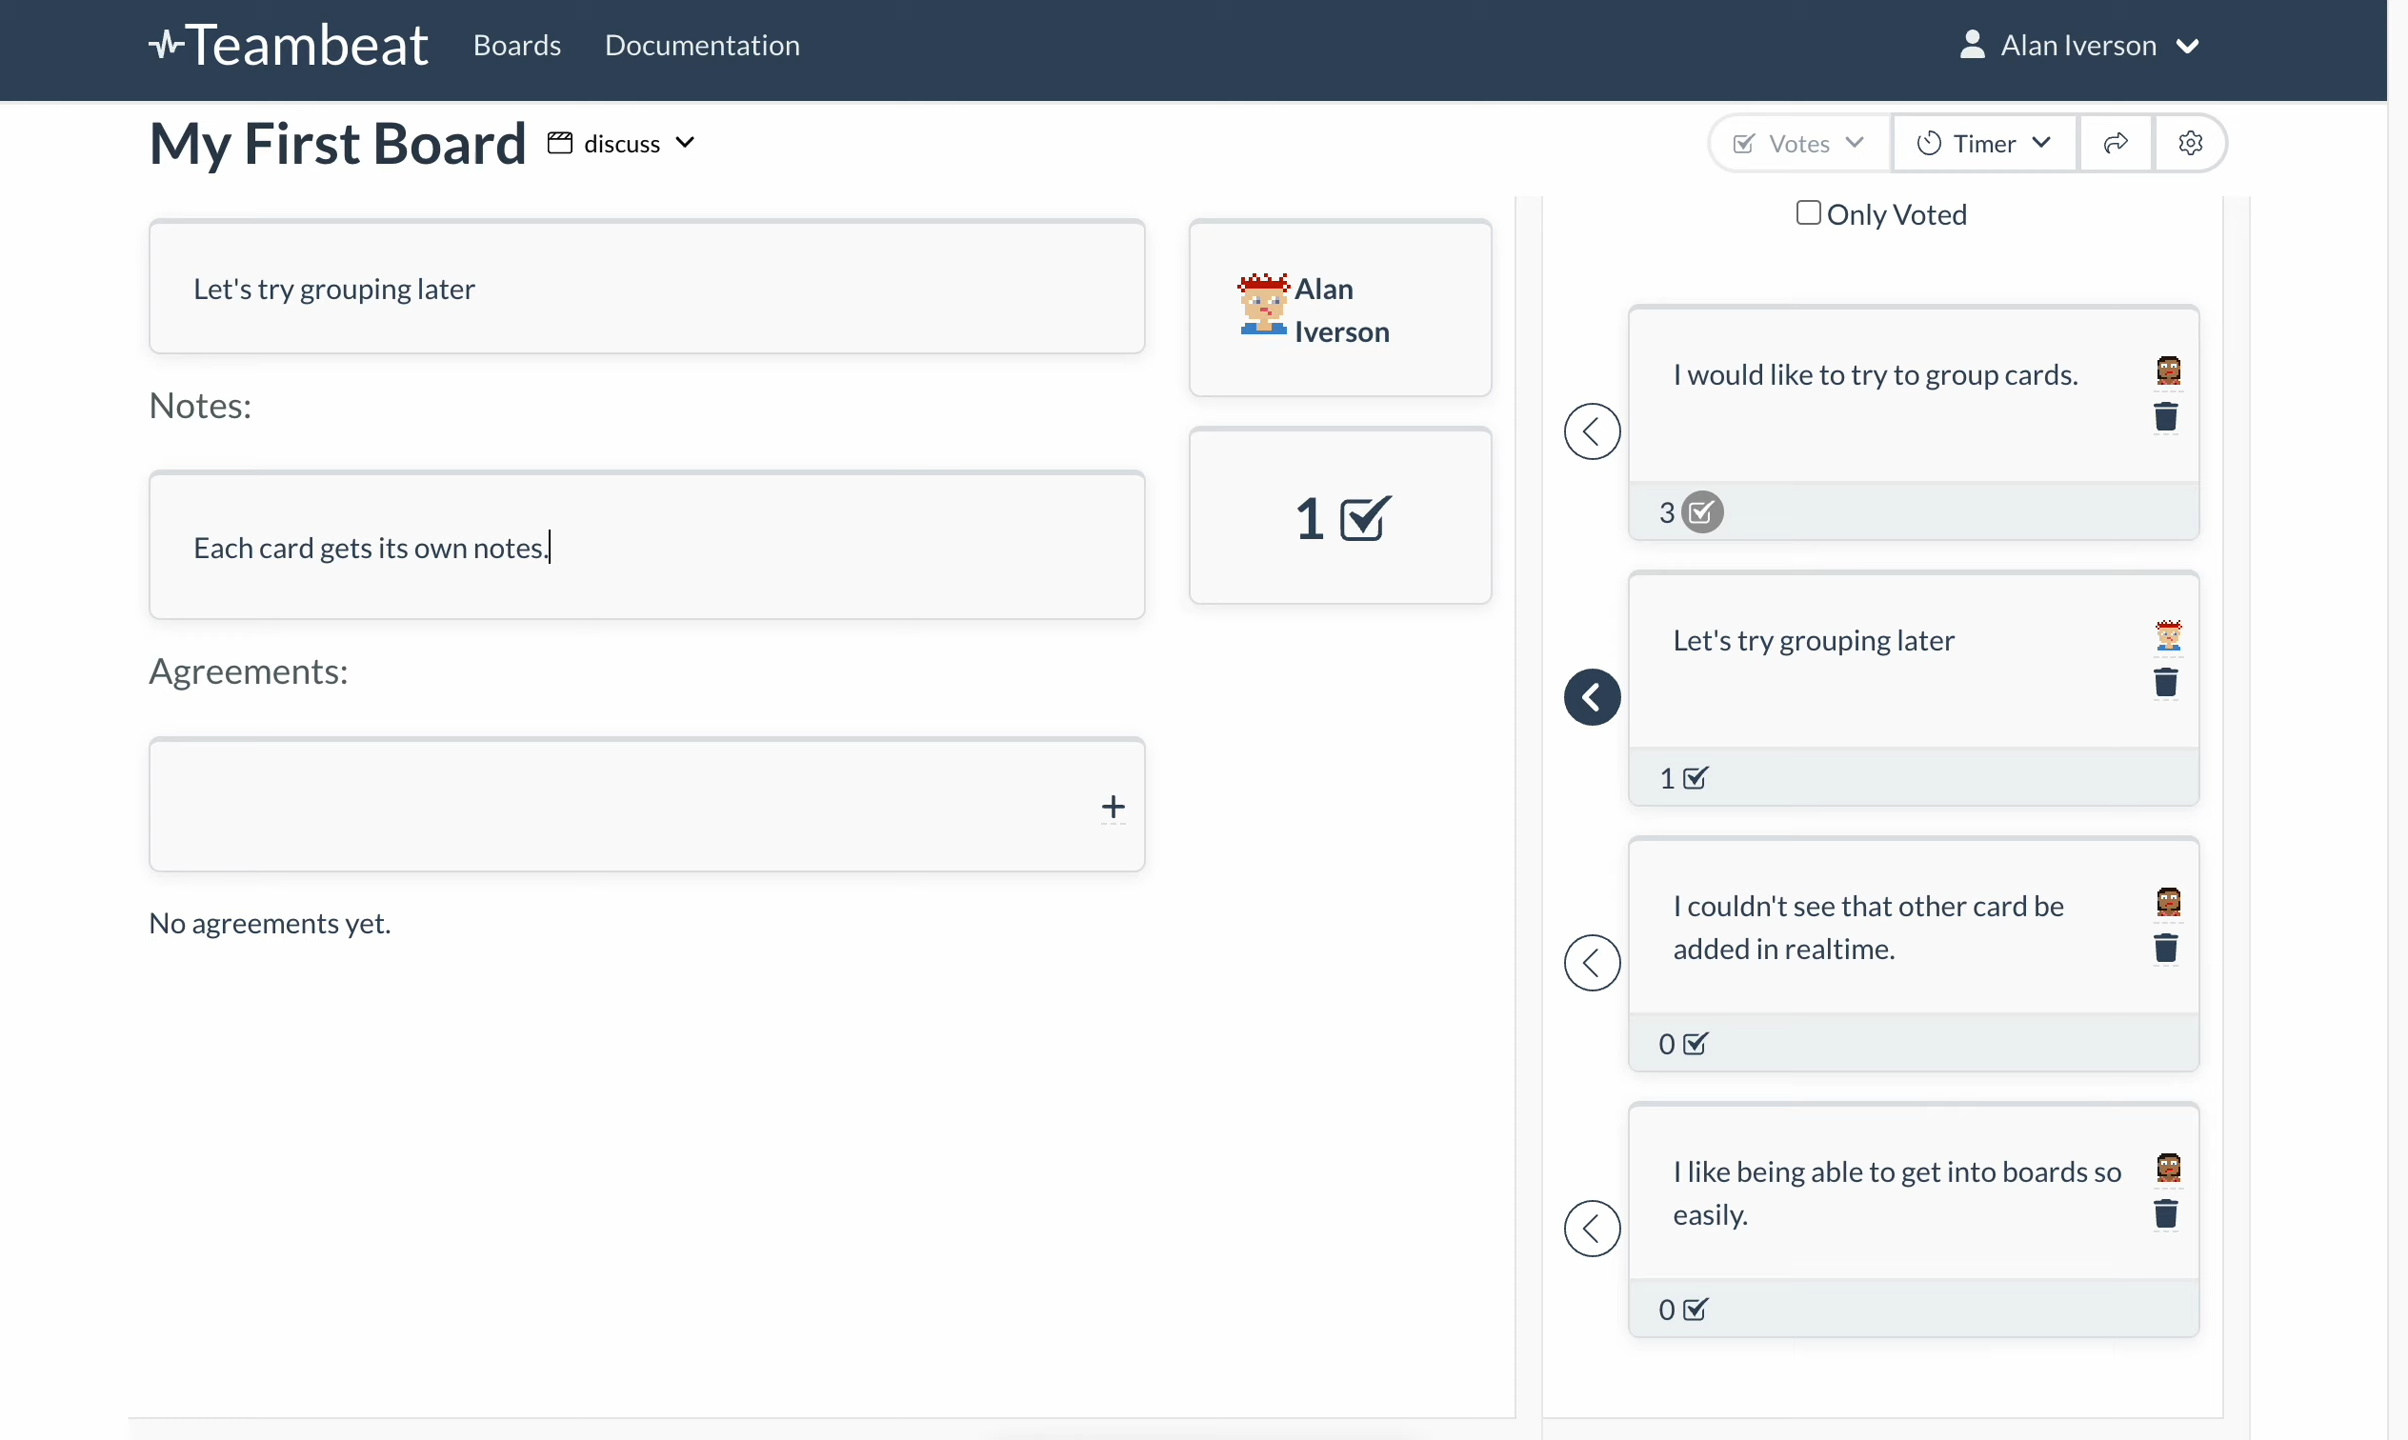 Teambeat Boards Documentation Alan Iverson
My First Board discuss Votes Timer
Let's try grouping later
Notes:
Each card gets its own notes.
Agreements:
No agreements yet.
Alan
Iverson
1
Only Voted
I would like to try to group cards.
3
Let's try grouping later
1
I couldn't see that other card be
added in realtime.
0
I like being able to get into boards so
easily.
0